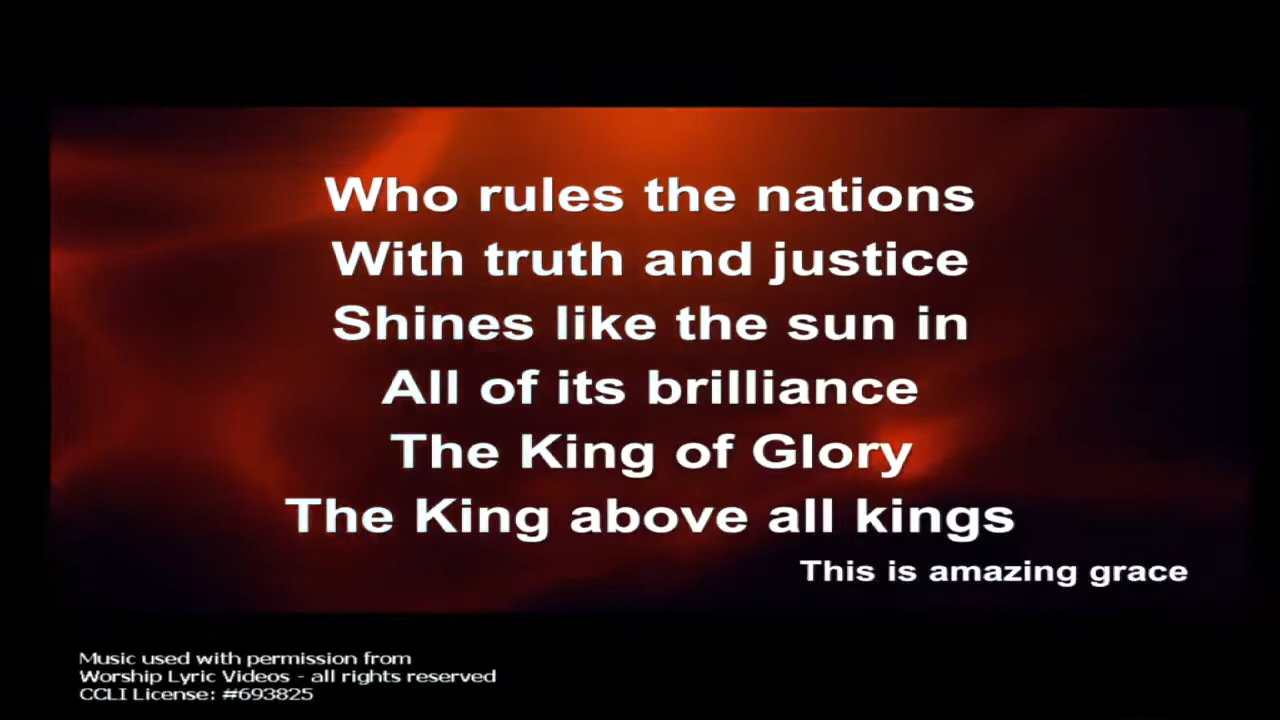 Who rules the nations
With truth and justice
Shines like the sun in
All of its brilliance
The King of Glory
The King above all kings
This is amazing grace
Music used with permission from
Worship Lyric Videos - all rights reserved
CCLI License: #693825